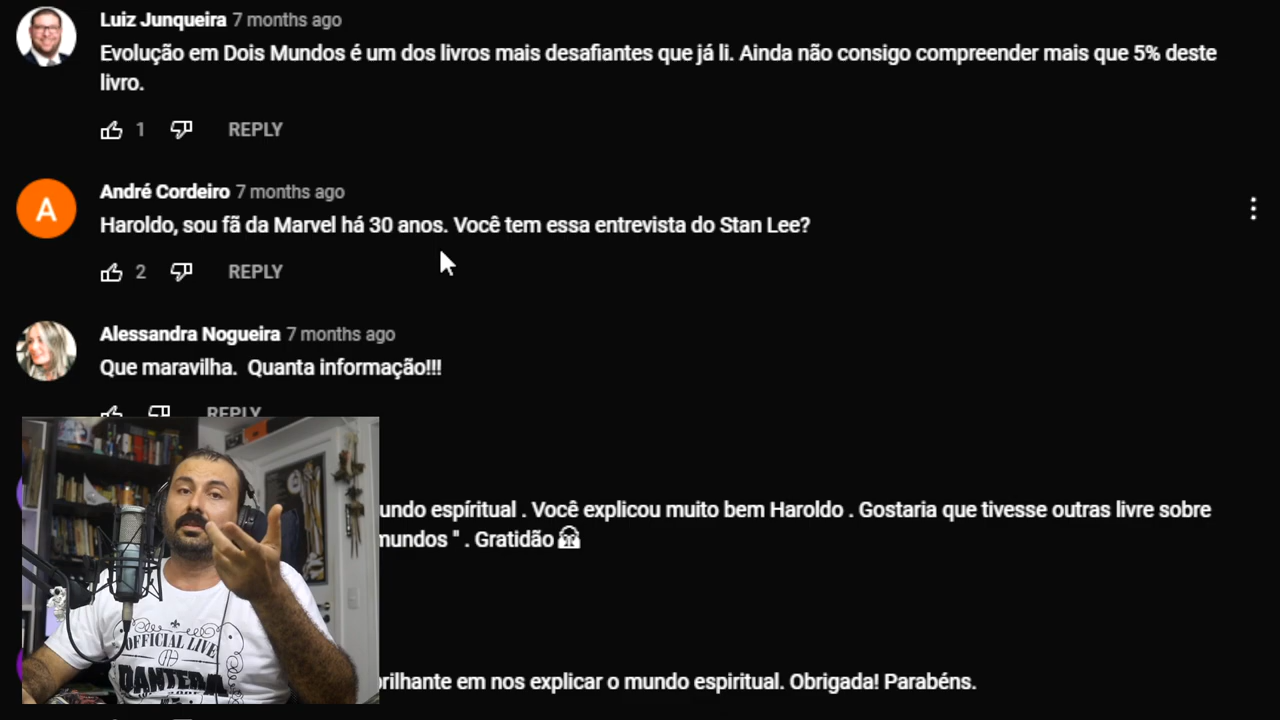 Luiz Junqueira 7 months ago
Evolução em Dois Mundos é um dos livros mais desafiantes que já li. Ainda não consigo compreender mais que 5% deste
livro.
1 REPLY
A
André Cordeiro 7 months ago
Haroldo, sou fã da Marvel há 30 anos. Você tem essa entrevista do Stan Lee?
2 REPLY
Alessandra Nogueira 7 months ago
Que maravilha. Quanta informação!!!
REPLY
undo espíritual . Você explicou muito bem Haroldo . Gostaria que tivesse outras livre sobre
mundos " . Gratidão
OFFICIAL LIVE
PANTERA
brilhante em nos explicar o mundo espiritual. Obrigada! Parabéns.